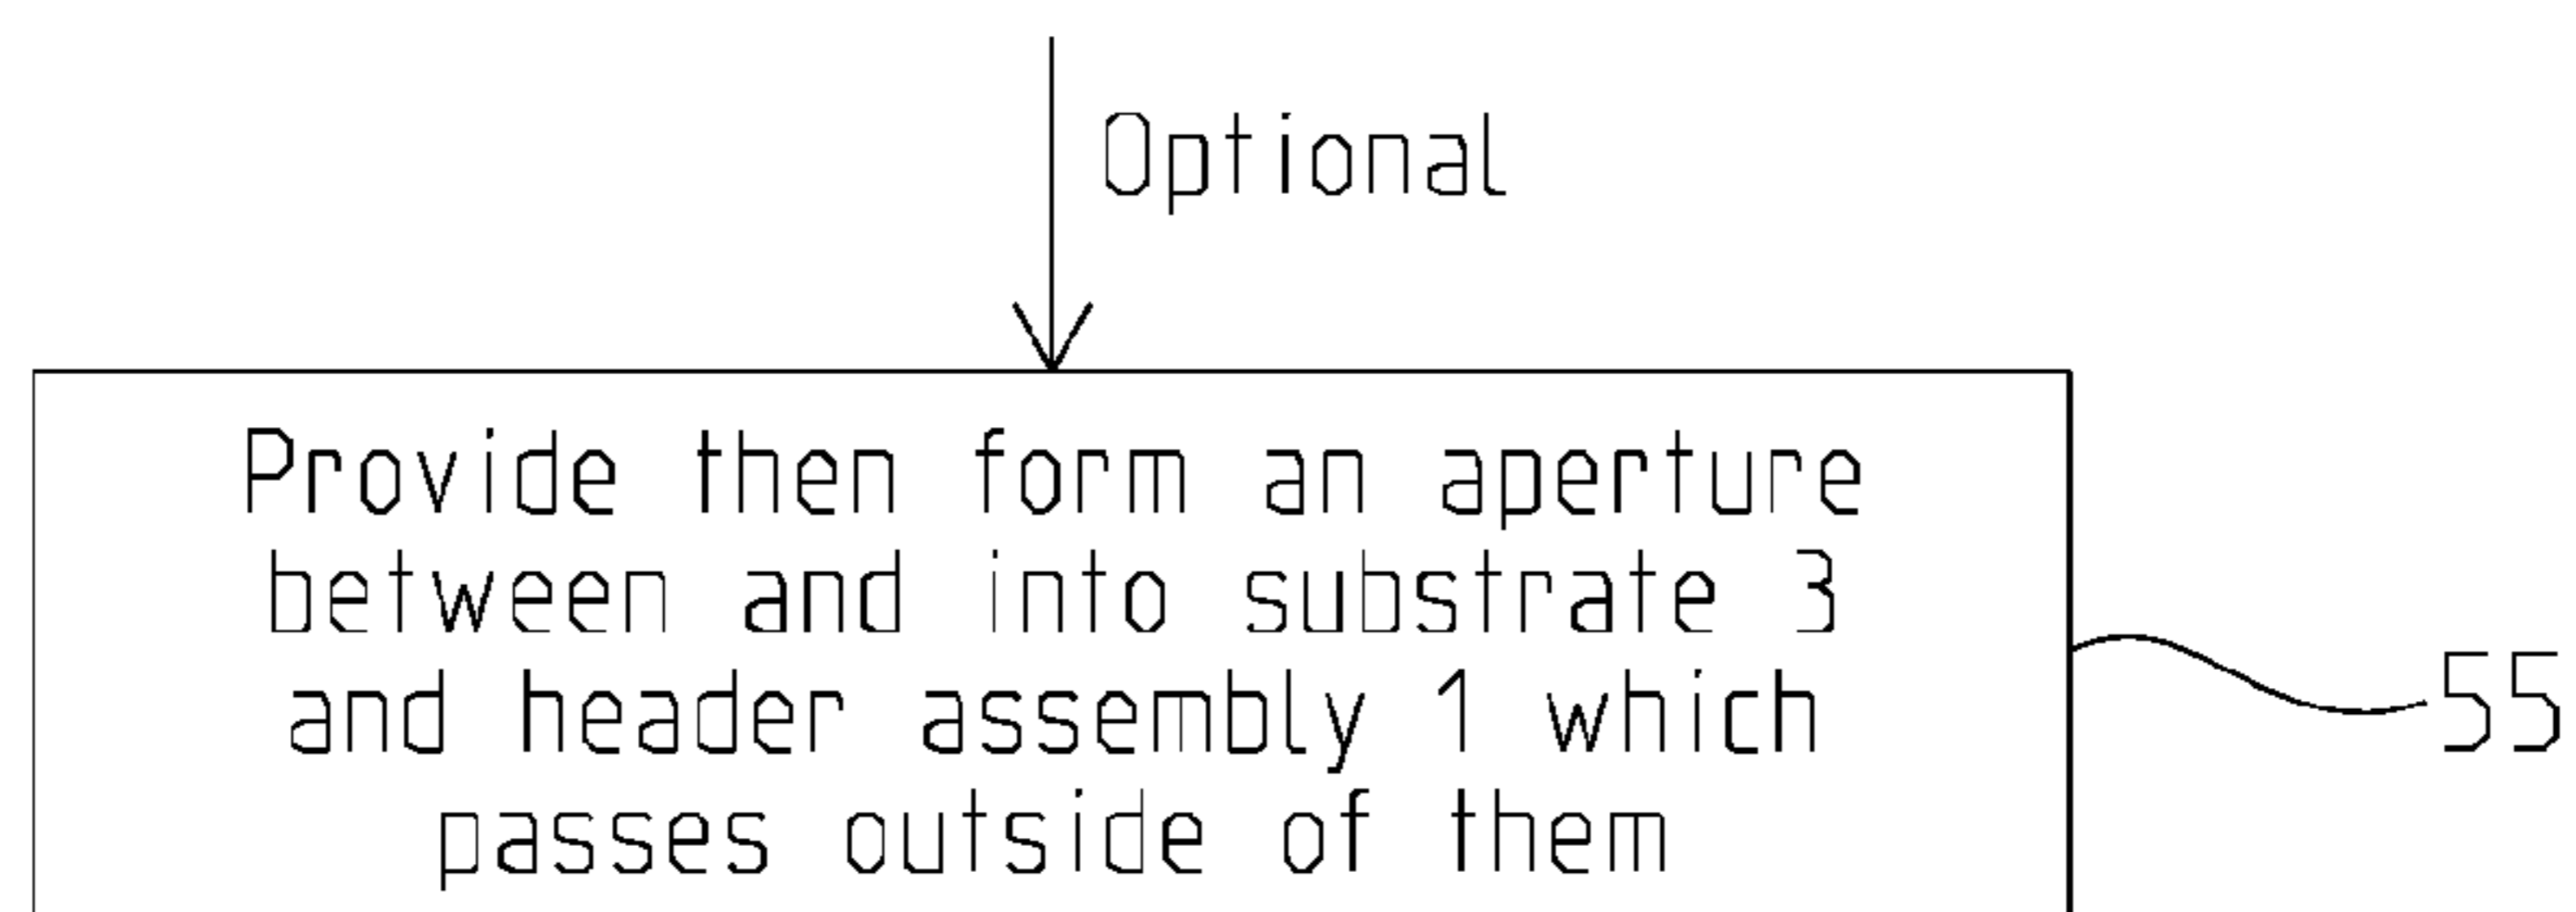 Optional
Provide then form an aperture
between and into substrate 3
and header assembly 1 which
passes outside of them
55